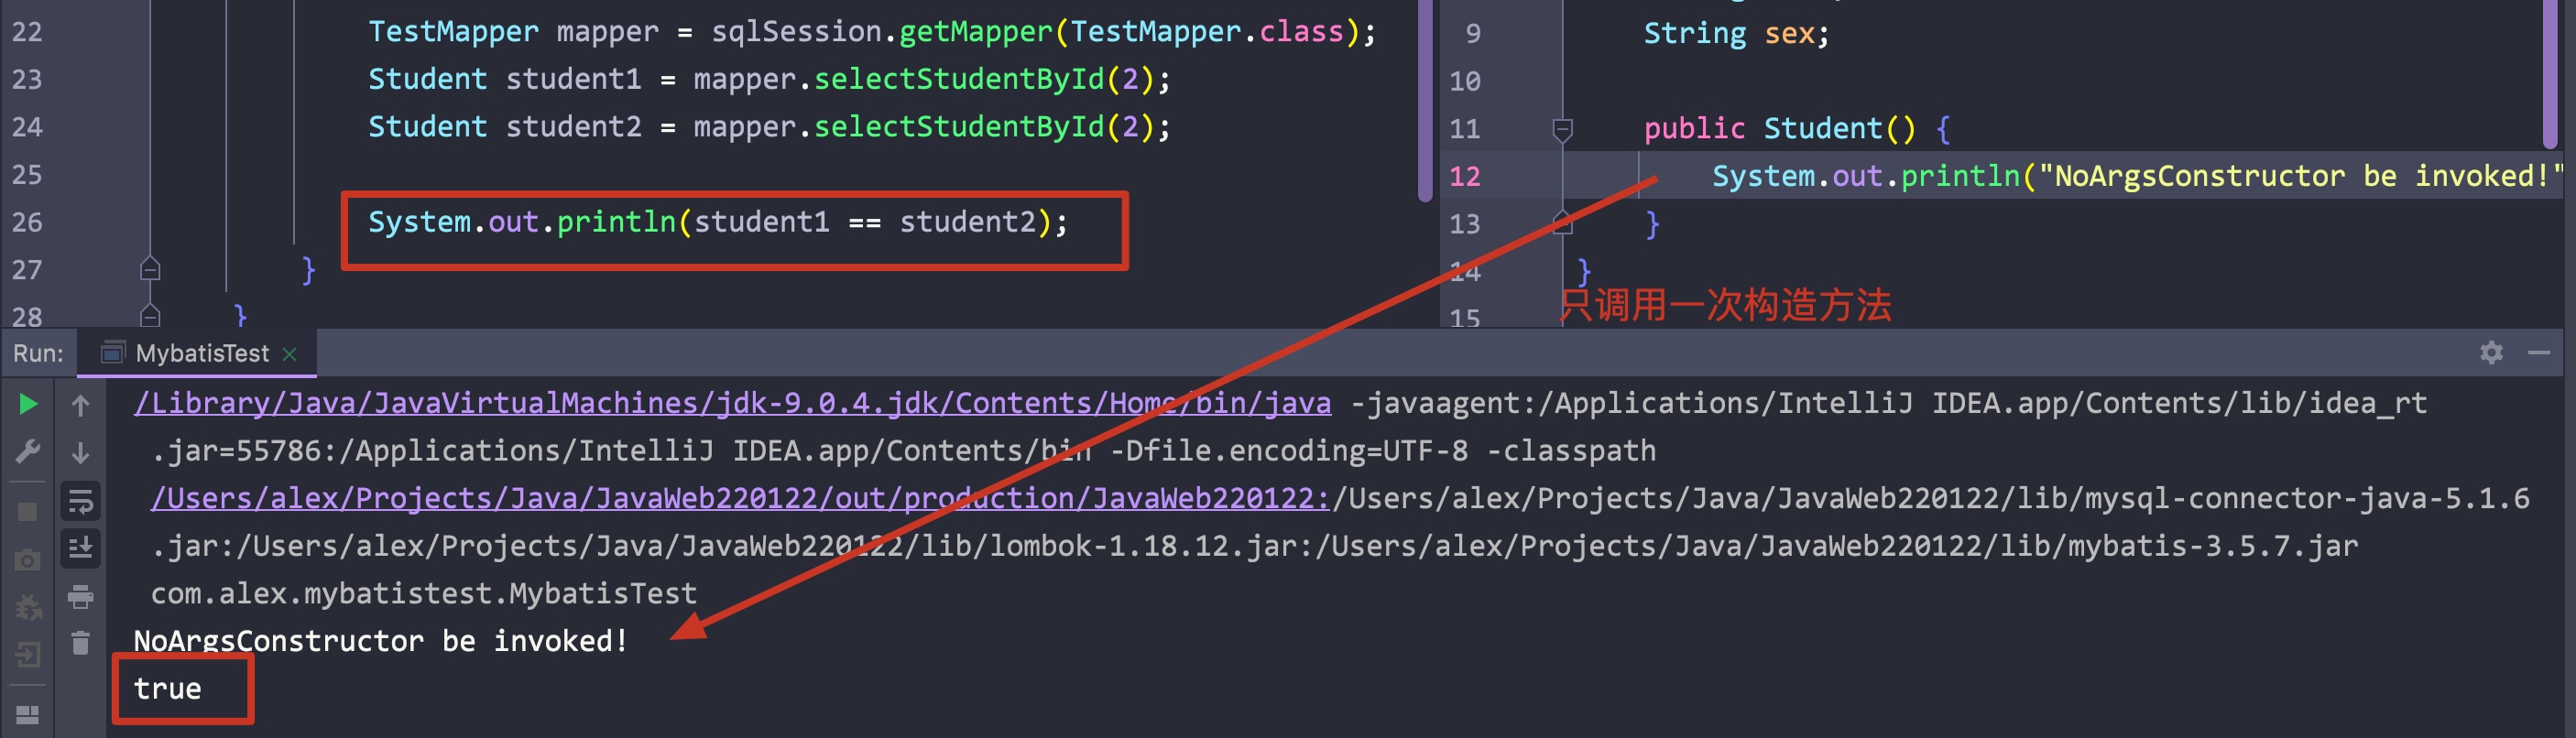 22 TestMapper mapper = sqlSession.getMapper(TestMapper.class);
23 Student student1 = mapper.selectStudentById(2);
24 Student student2 = mapper.selectStudentById(2);
25
26 System.out.println(student1 == student2);
27 }
28 }
9 String sex;
10
11 public Student() {
12 System.out.println("NoArgsConstructor be invoked!"
13 }
14 }
15
只调用一次构造方法
Run: MybatisTest
/Library/Java/JavaVirtualMachines/jdk-9.0.4.jdk/Contents/Home/bin/java -javaagent:/Applications/IntelliJ IDEA.app/Contents/lib/idea_rt
.jar=55786:/Applications/IntelliJ IDEA.app/Contents/bin -Dfile.encoding=UTF-8 -classpath
/Users/alex/Projects/Java/JavaWeb220122/out/production/JavaWeb220122:/Users/alex/Projects/Java/JavaWeb220122/lib/mysql-connector-java-5.1.6
.jar:/Users/alex/Projects/Java/JavaWeb220122/lib/lombok-1.18.12.jar:/Users/alex/Projects/Java/JavaWeb220122/lib/mybatis-3.5.7.jar
com.alex.mybatistest.MybatisTest
NoArgsConstructor be invoked!
true